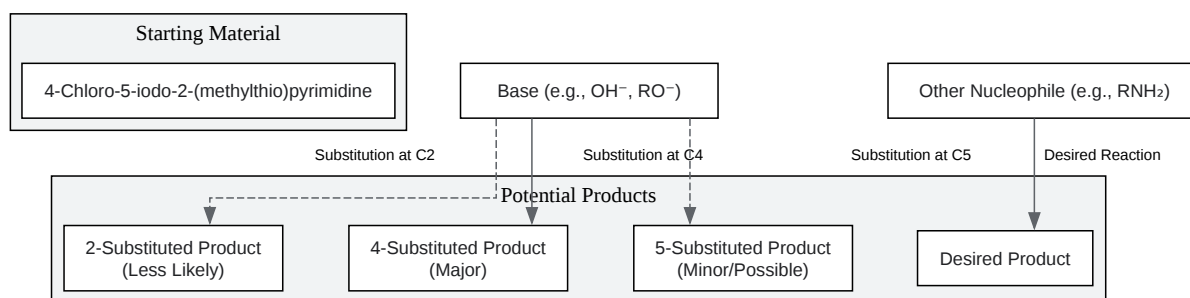 Starting Material
4-Chloro-5-iodo-2-(methylthio)pyrimidine
Base (e.g., OH⁻, RO⁻)
Other Nucleophile (e.g., RNH₂)
Substitution at C2
Substitution at C4
Substitution at C5
Desired Reaction
Potential Products
2-Substituted Product
(Less Likely)
4-Substituted Product
(Major)
5-Substituted Product
(Minor/Possible)
Desired Product